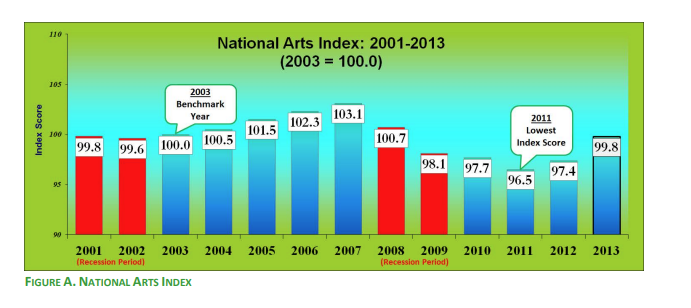 National Arts Index: 2001-2013
(2003 = 100.0)
110
105
100
95
90
Index Score
2003
Benchmark
Year
2011
Lowest
Index Score
99.8
99.6
100.0
100.5
101.5
102.3
103.1
100.7
98.1
97.7
96.5
97.4
99.8
2001 2002 2003 2004 2005 2006 2007 2008 2009 2010 2011 2012 2013
(Recession Period) (Recession Period)
FIGURE A. NATIONAL ARTS INDEX